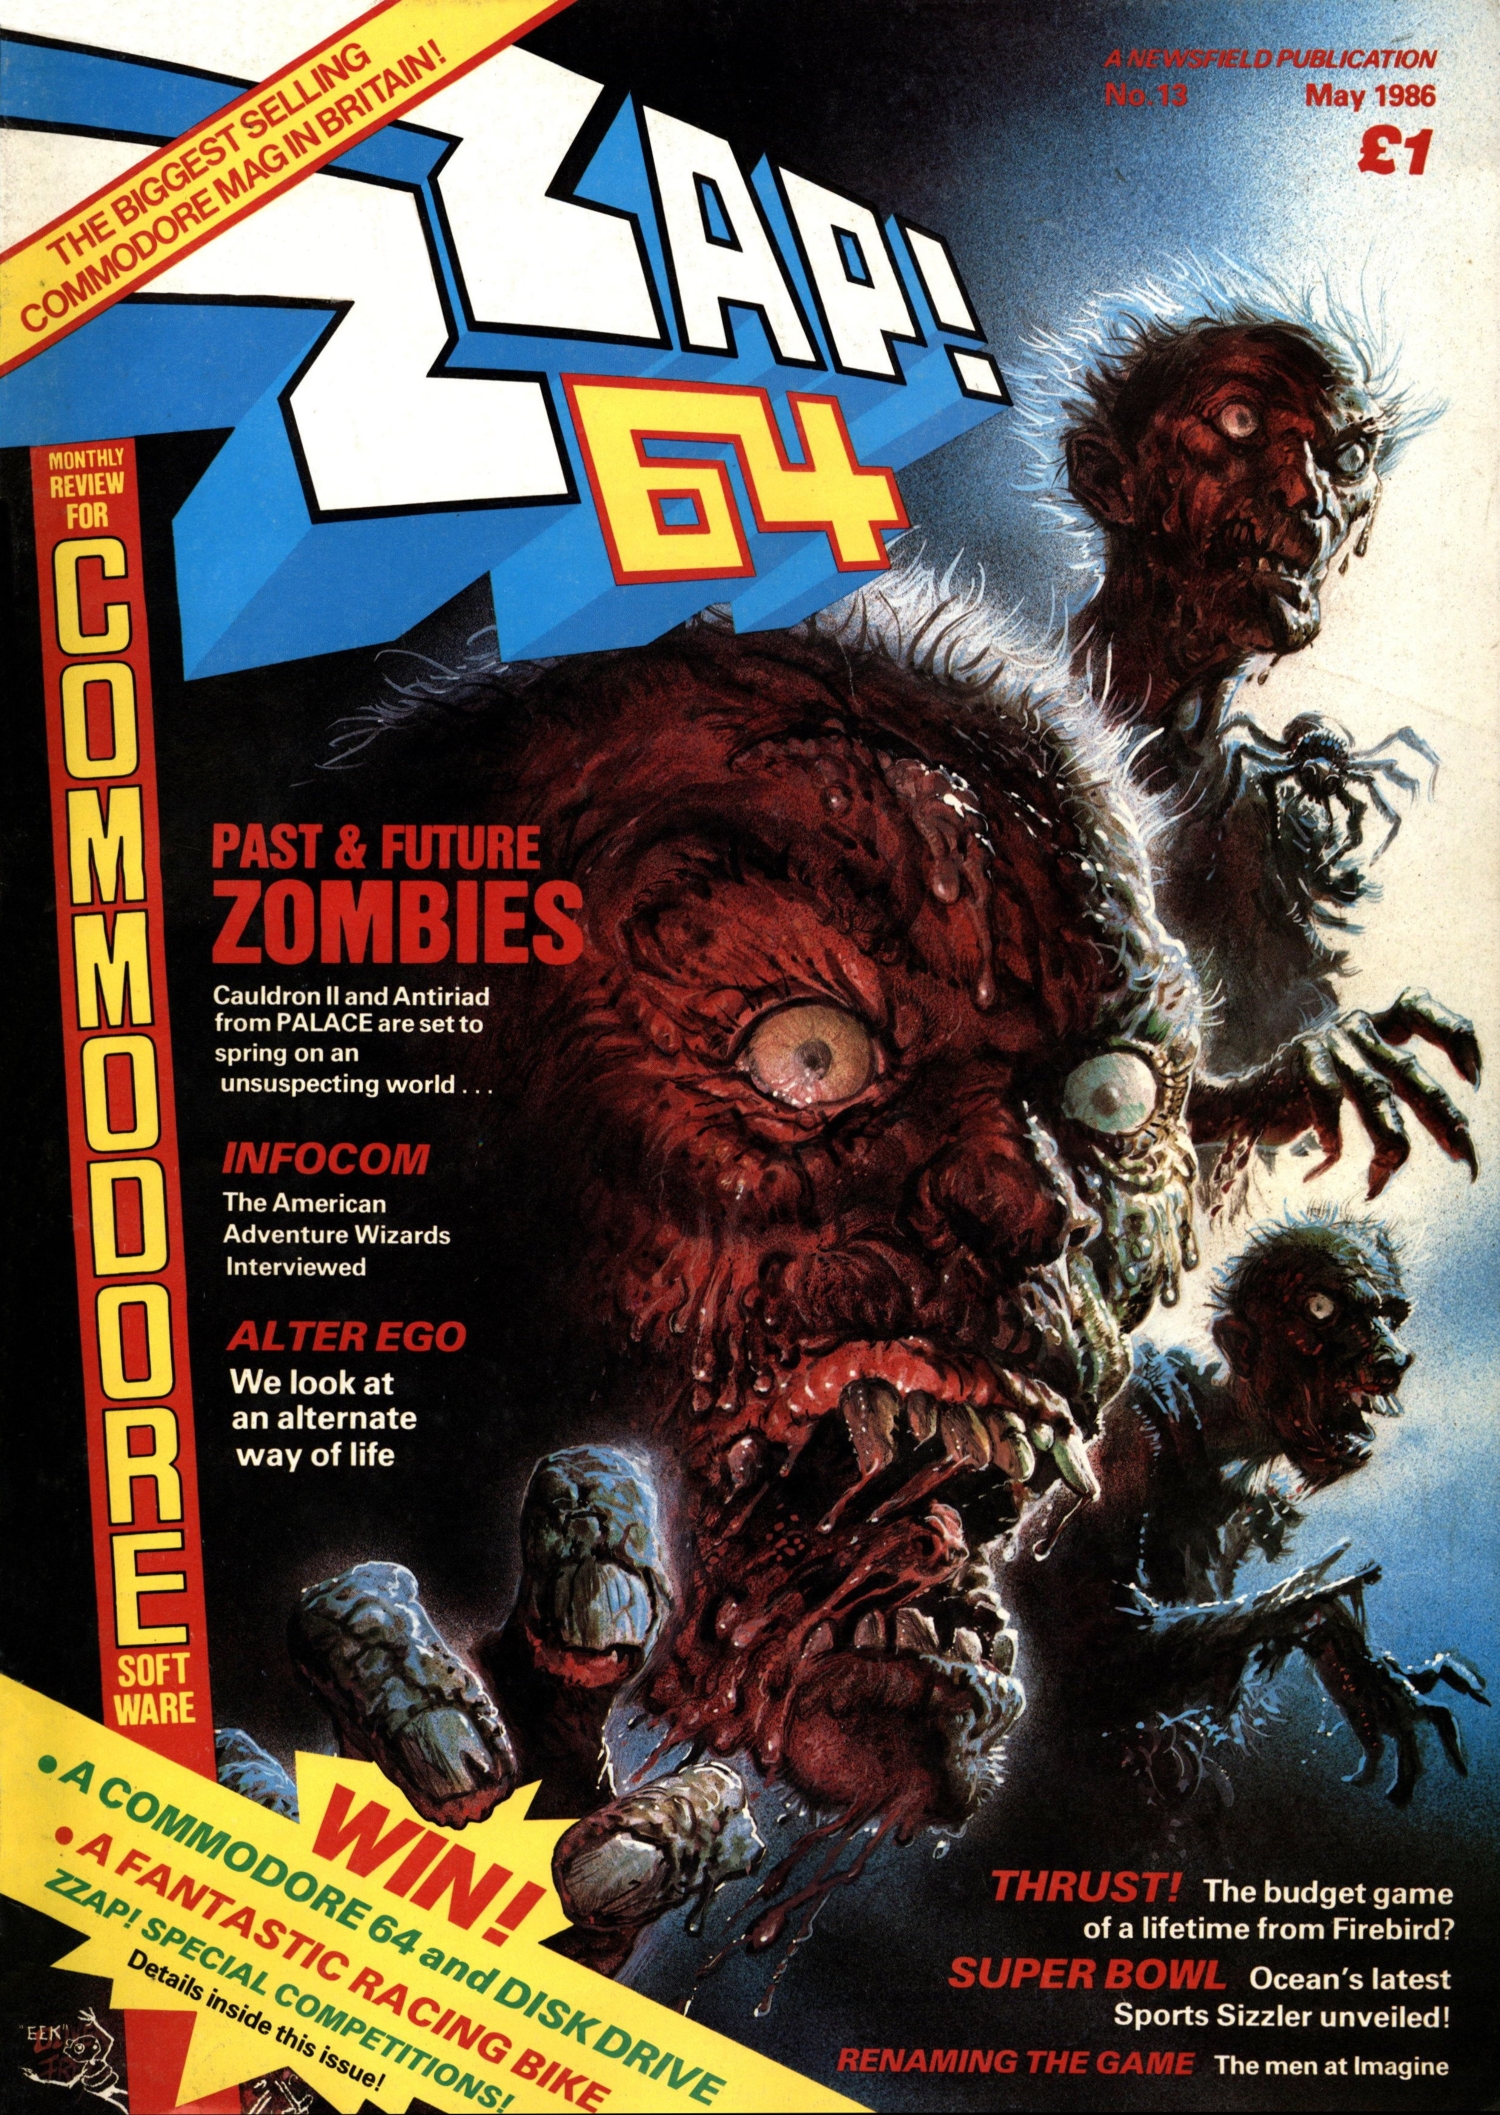 THE BIGGEST SELLING
COMMODORE MAG IN BRITAIN!
A NEWSFIELD PUBLICATION
No.13 May 1986
£1
ZZAP!
64
MONTHLY
REVIEW
FOR
COMMODORE
SOFT
WARE
PAST & FUTURE
ZOMBIES
Cauldron II and Antiriad
from PALACE are set to
spring on an
unsuspecting world . . .
INFOCOM
The American
Adventure Wizards
Interviewed
ALTER EGO
We look at
an alternate
way of life
WIN!
• A COMMODORE 64 and DISK DRIVE
• A FANTASTIC RACING BIKE
ZZAP! SPECIAL COMPETITIONS!
Details inside this issue!
"EEK"
THRUST! The budget game
of a lifetime from Firebird?
SUPER BOWL Ocean's latest
Sports Sizzler unveiled!
RENAMING THE GAME The men at Imagine